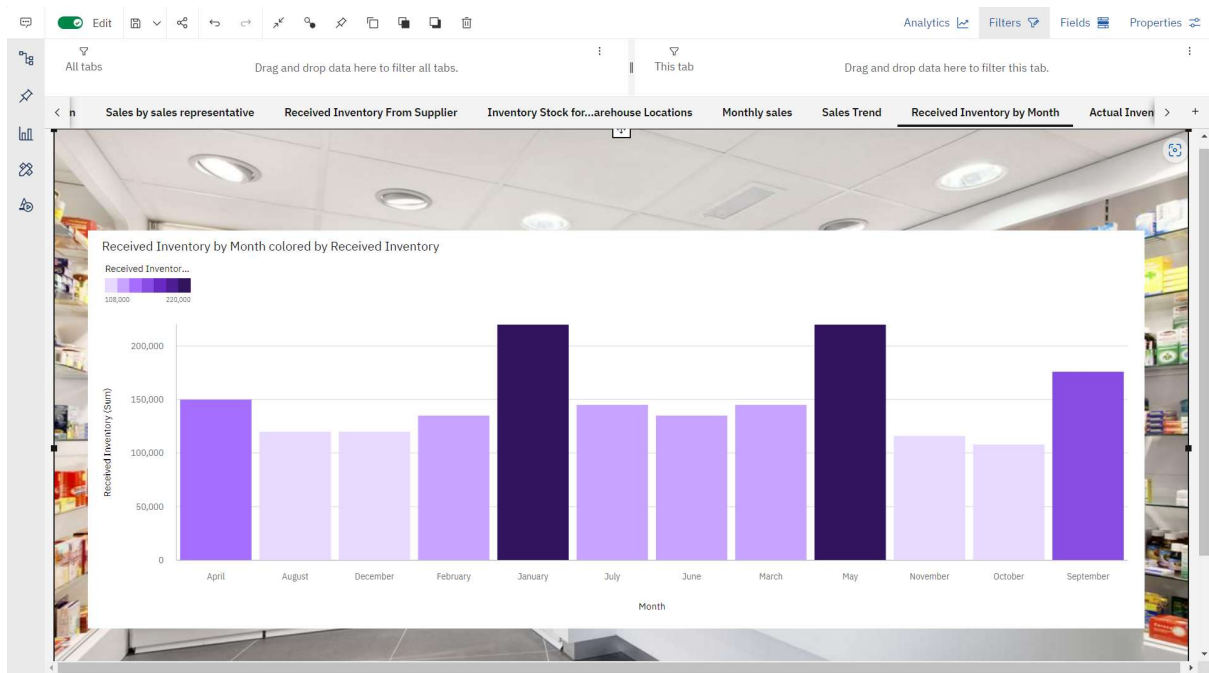 Edit
Analytics
Filters
Fields
Properties
All tabs
Drag and drop data here to filter all tabs.
This tab
Drag and drop data here to filter this tab.
n
Sales by sales representative
Received Inventory From Supplier
Inventory Stock for...arehouse Locations
Monthly sales
Sales Trend
Received Inventory by Month
Actual Inven
Received Inventory by Month colored by Received Inventory
Received Inventor...
108,000 220,000
Received Inventory (Sum)
200,000
150,000
100,000
50,000
0
April August December February January July June March May November October September
Month